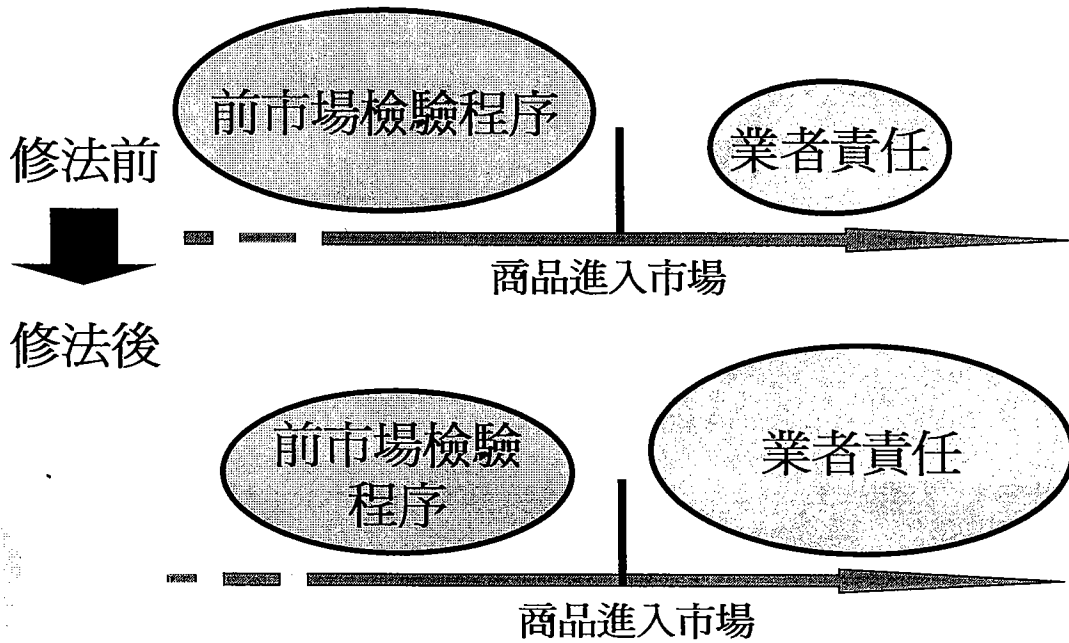 前市場檢驗程序
業者責任
修法前
商品進入市場
修法後
前市場檢驗
程序
業者責任
商品進入市場